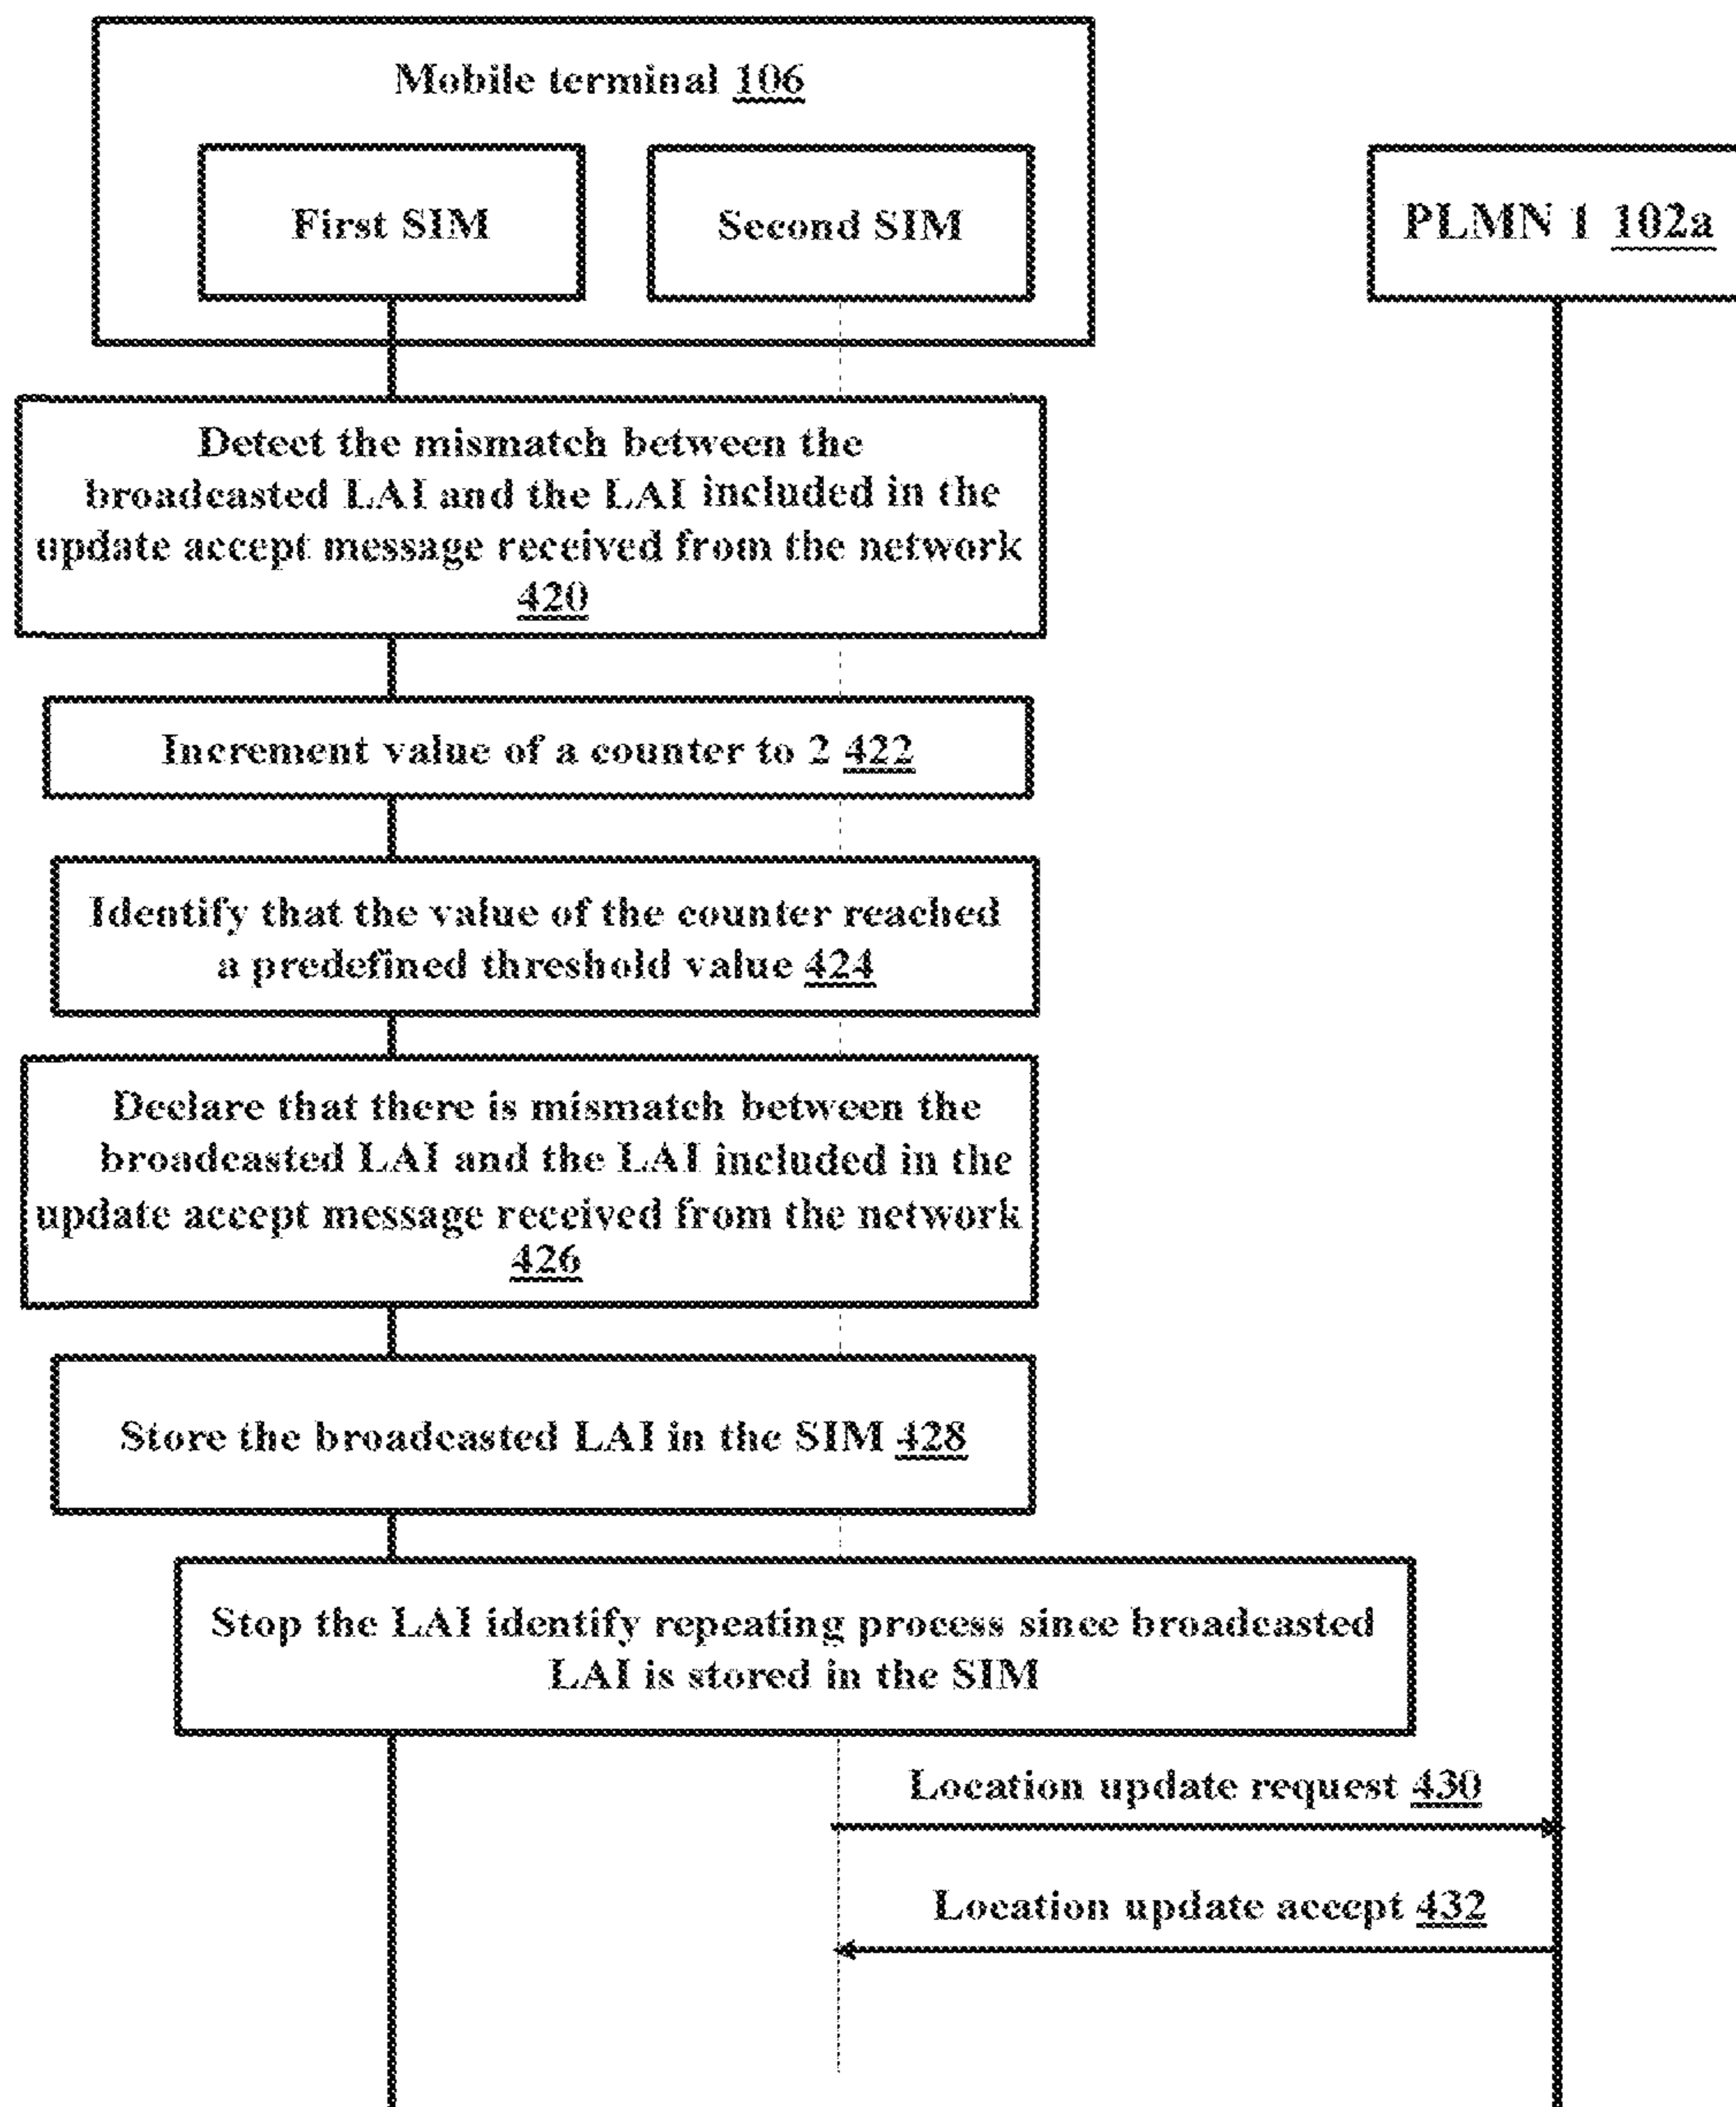 Mobile terminal 106
First SIM
Second SIM
PLMN 1 102a
Detect the mismatch between the
broadcasted LAI and the LAI included in the
update accept message received from the network
420
Increment value of a counter to 2 422
Identify that the value of the counter reached
a predefined threshold value 424
Declare that there is mismatch between the
broadcasted LAI and the LAI included in the
update accept message received from the network
426
Store the broadcasted LAI in the SIM 428
Stop the LAI identify repeating process since broadcasted
LAI is stored in the SIM
Location update request 430
Location update accept 432